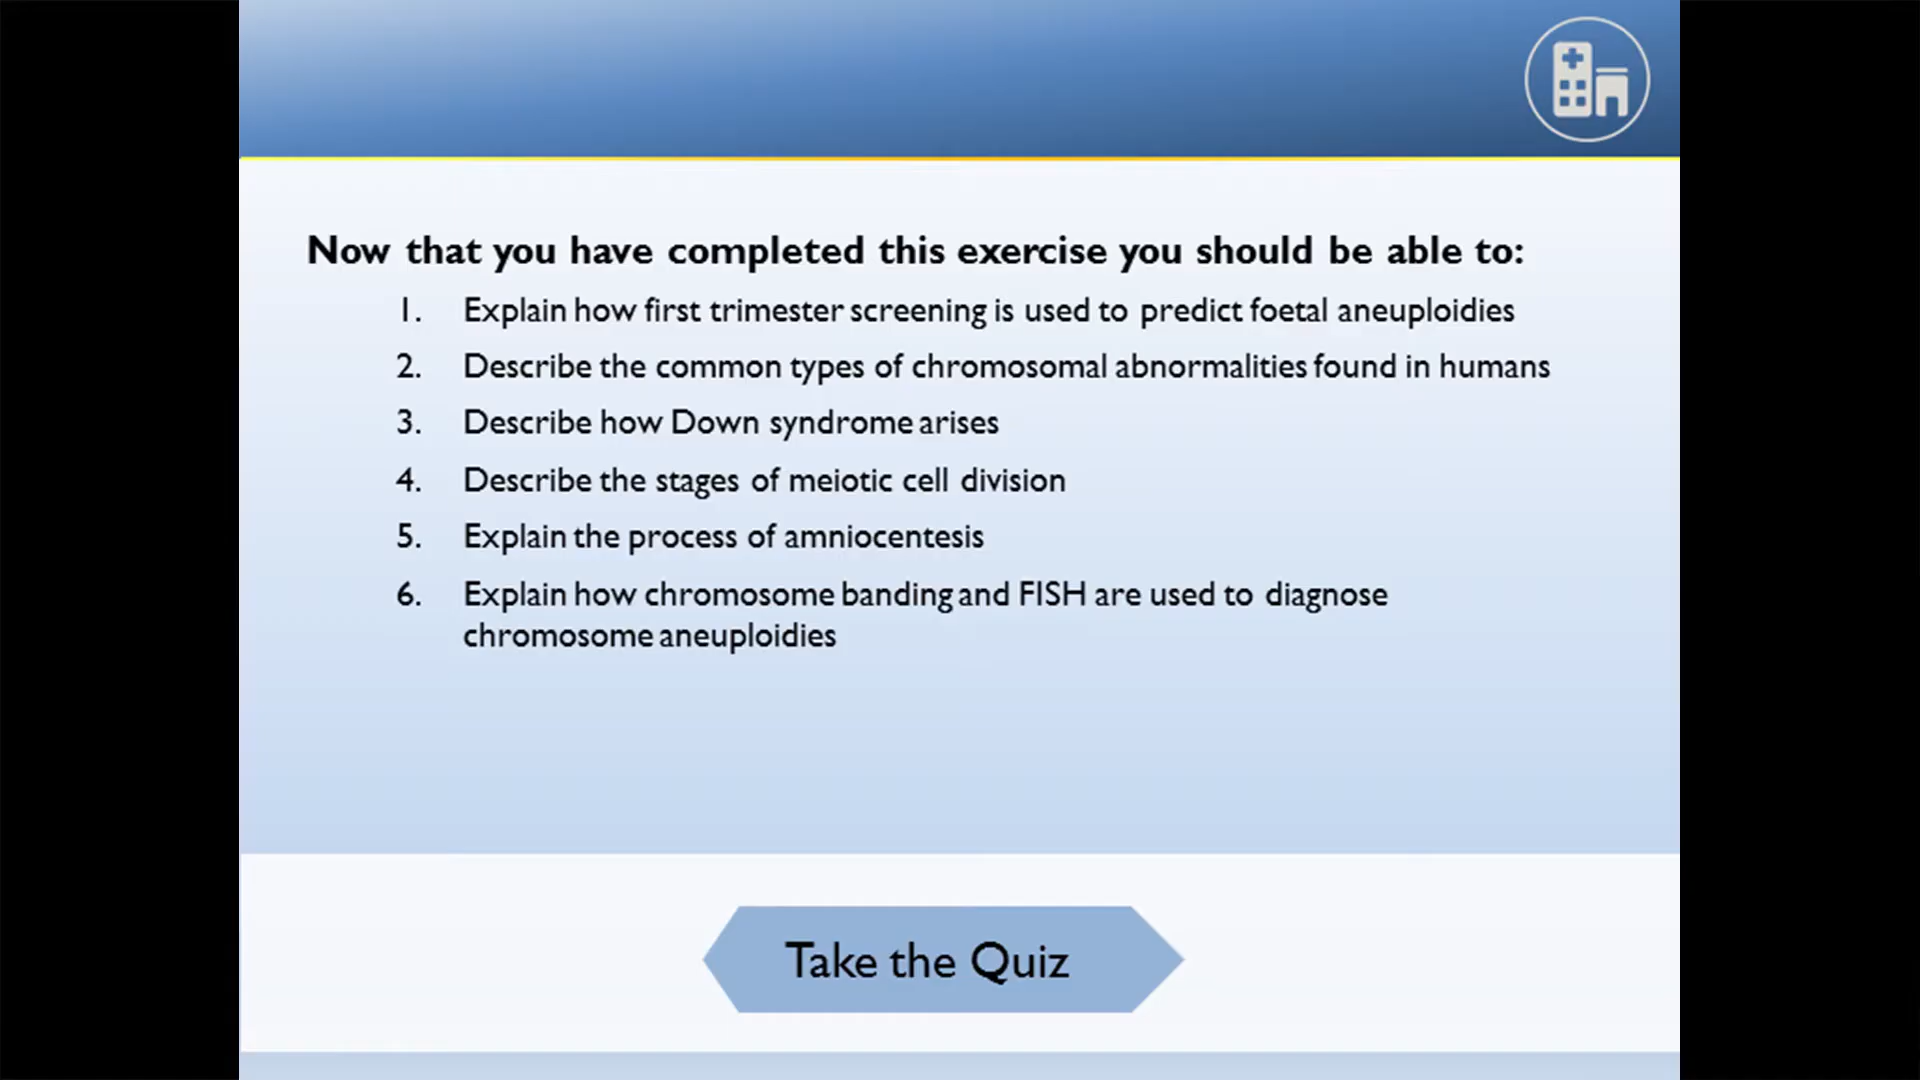 Now that you have completed this exercise you should be able to:
1. Explain how first trimester screening is used to predict foetal aneuploidies
2. Describe the common types of chromosomal abnormalities found in humans
3. Describe how Down syndrome arises
4. Describe the stages of meiotic cell division
5. Explain the process of amniocentesis
6. Explain how chromosome banding and FISH are used to diagnose
chromosome aneuploidies
Take the Quiz